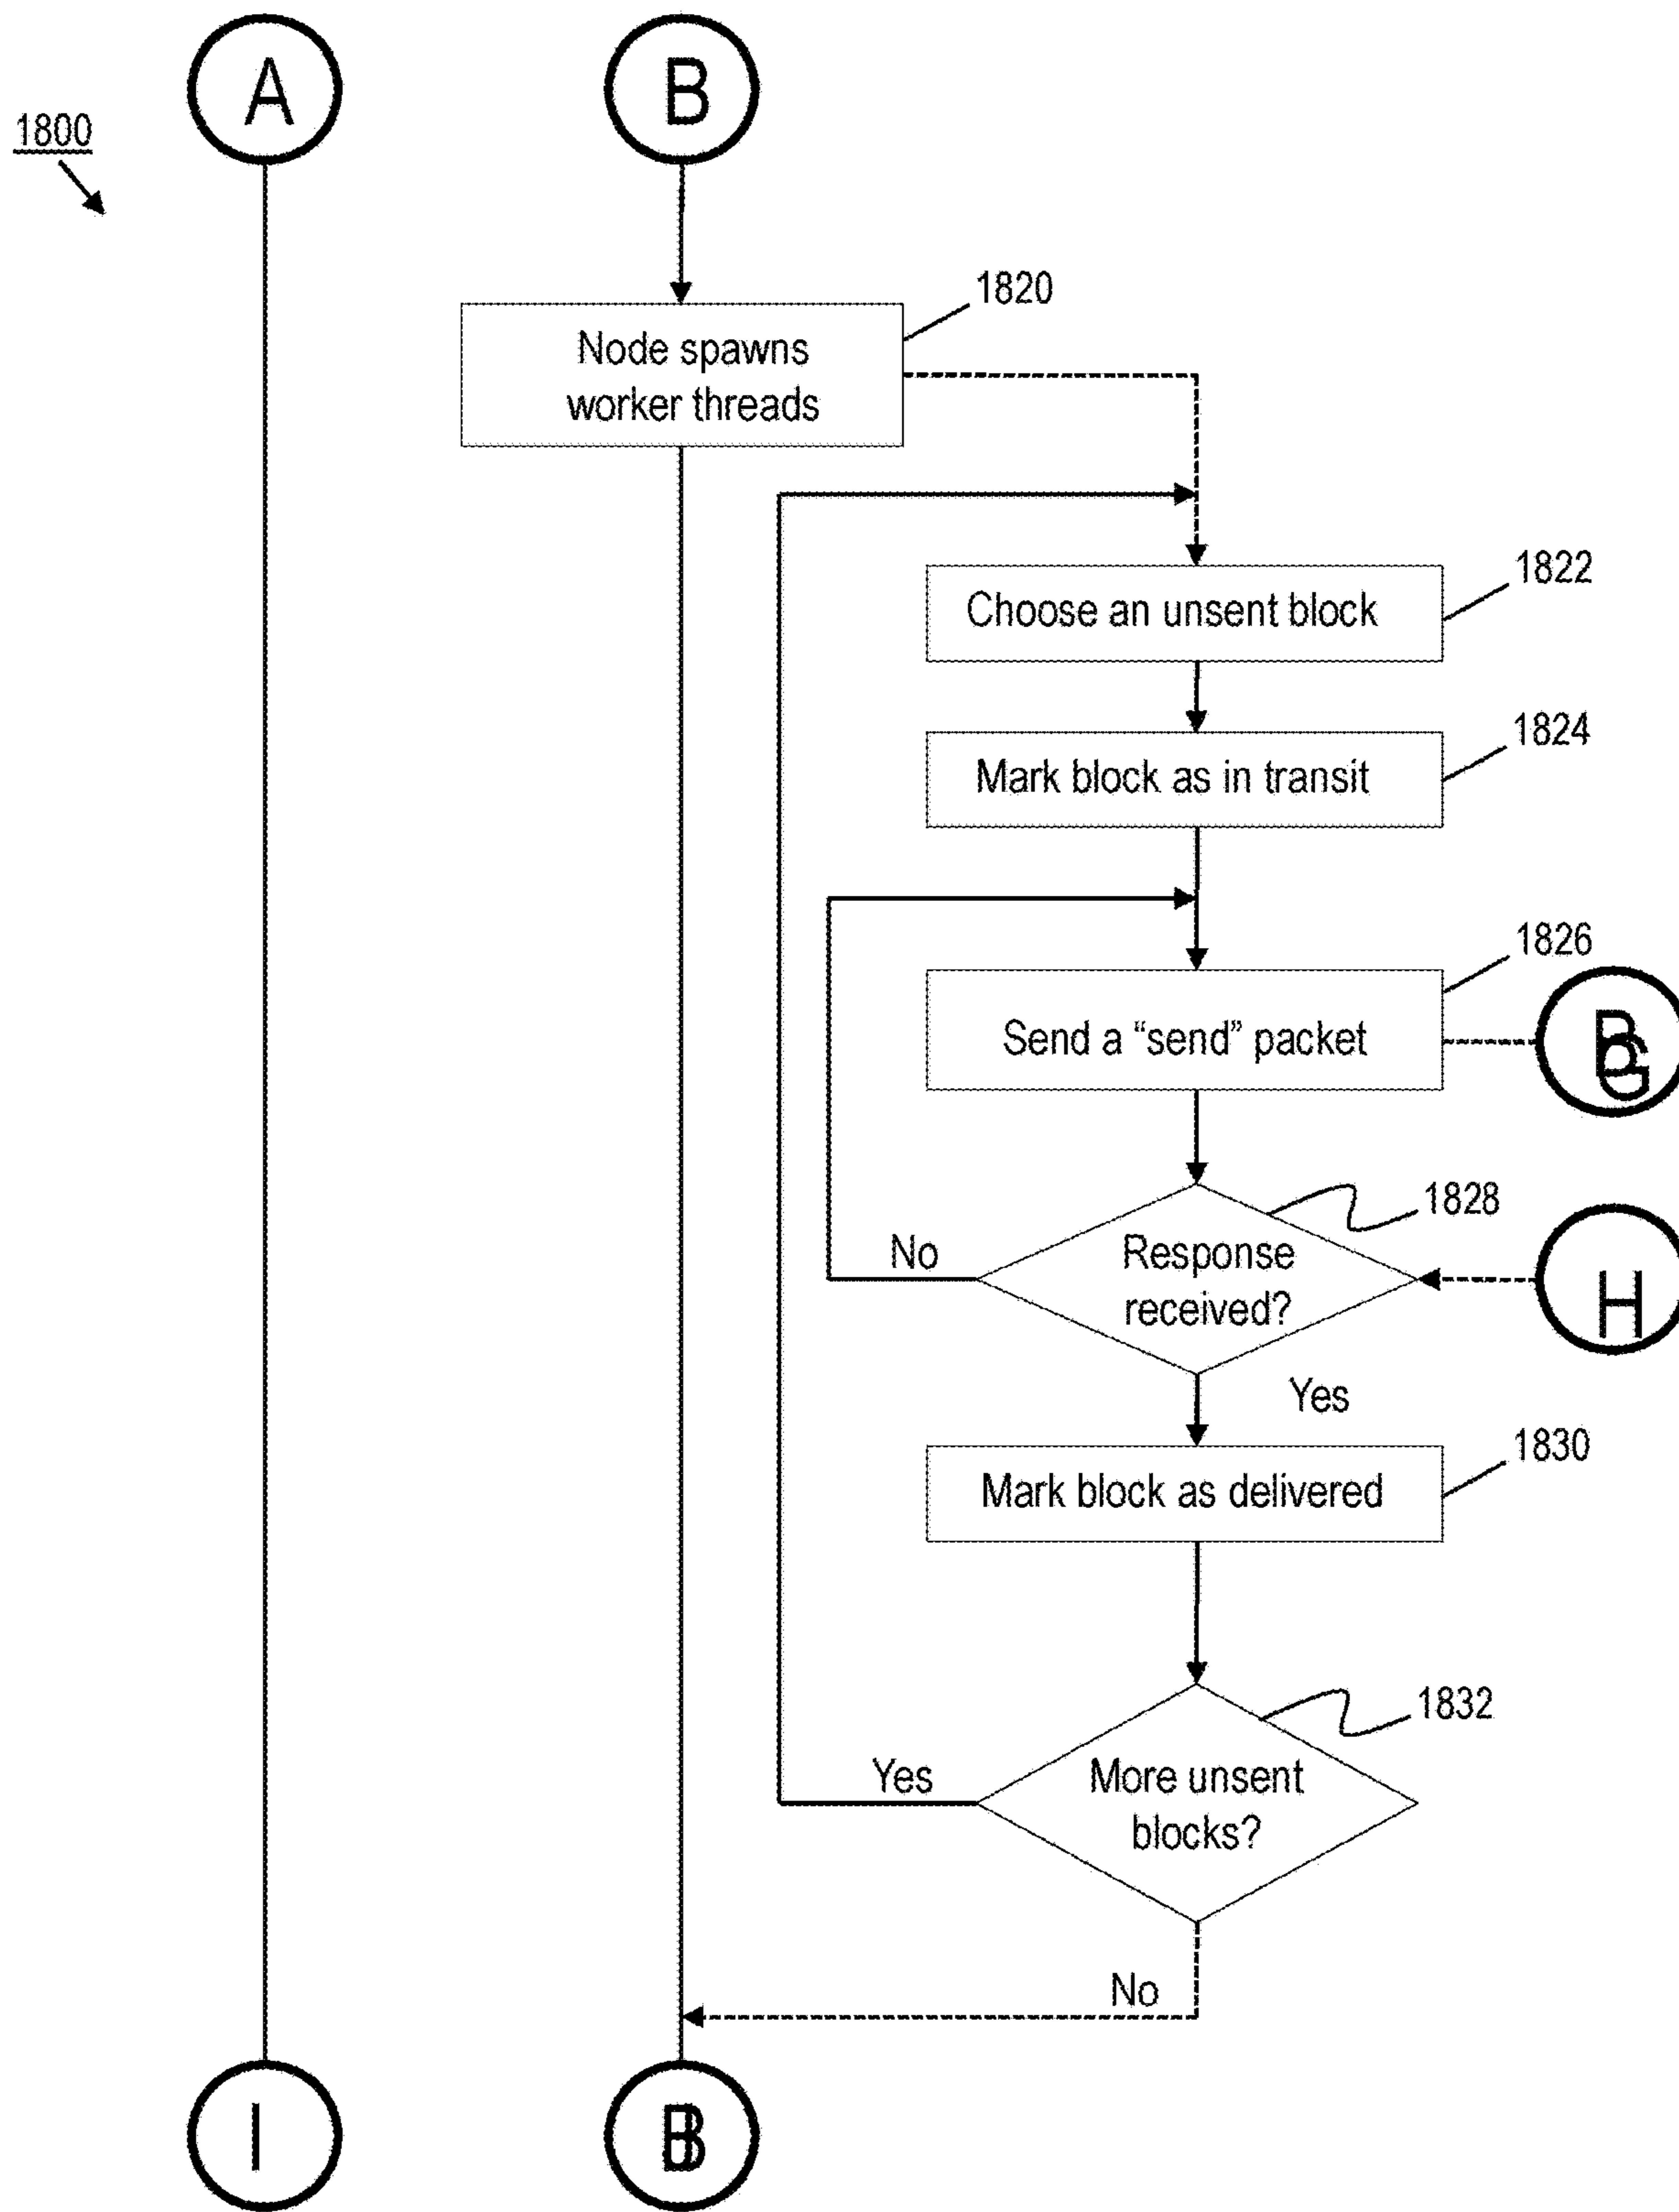 A
B
1800
1820
Node spawns
worker threads
1822
Choose an unsent block
1824
Mark block as in transit
1826
Send a “send” packet
1828
Response
received?
No
H
Yes
1830
Mark block as delivered
1832
More unsent
blocks?
Yes
No
I